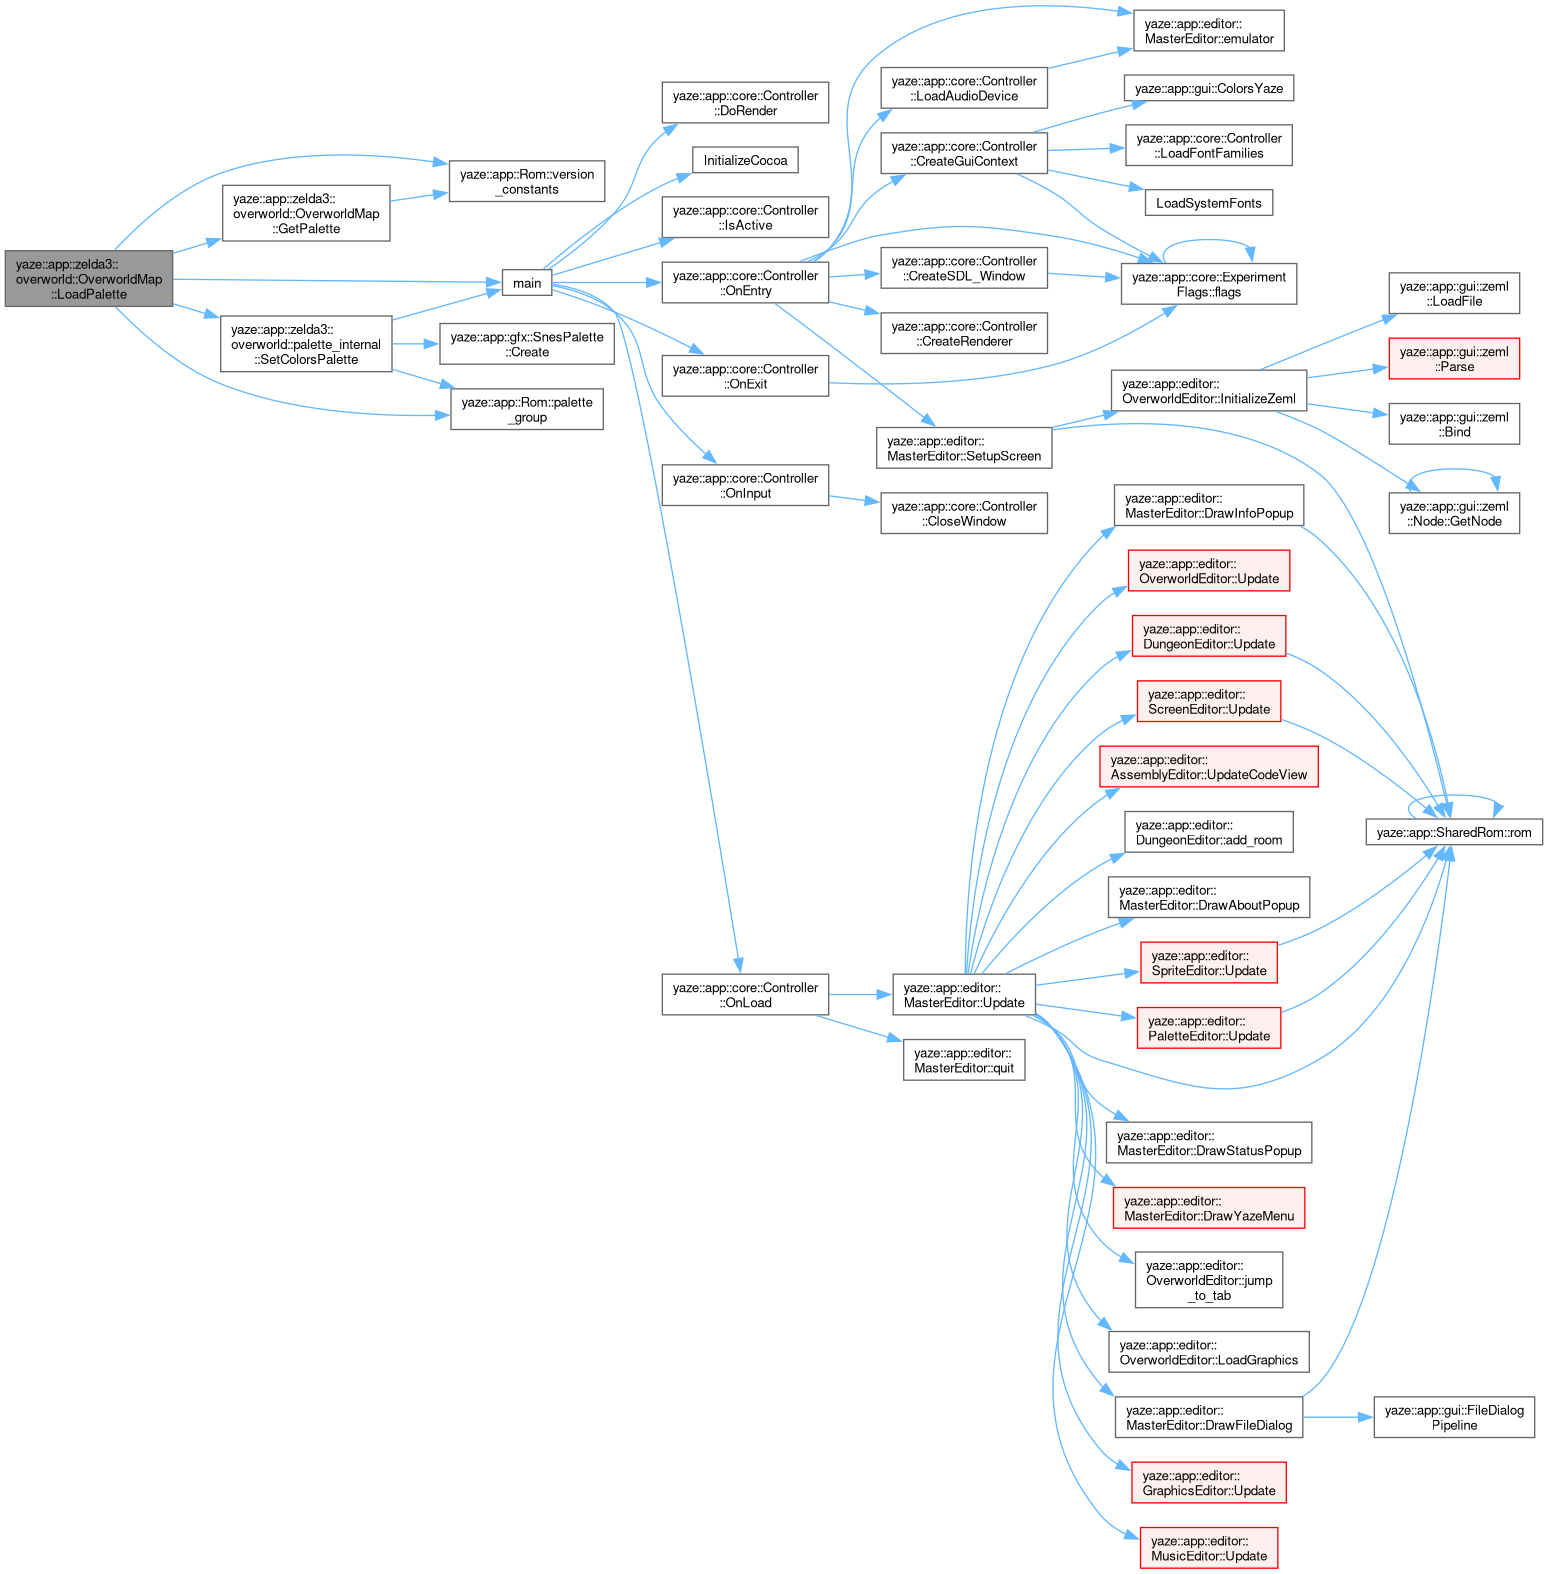 yaze::app::zelda3::
overworld::OverworldMap
::LoadPalette
yaze::app::Rom::version
_constants
yaze::app::zelda3::
overworld::OverworldMap
::GetPalette
yaze::app::zelda3::
overworld::palette_internal
::SetColorsPalette
yaze::app::gfx::SnesPalette
::Create
yaze::app::Rom::palette
_group
main
yaze::app::core::Controller
::DoRender
InitializeCocoa
yaze::app::core::Controller
::IsActive
yaze::app::core::Controller
::OnEntry
yaze::app::core::Controller
::OnExit
yaze::app::core::Controller
::OnInput
yaze::app::core::Controller
::OnLoad
yaze::app::core::Controller
::LoadAudioDevice
yaze::app::core::Controller
::CreateGuiContext
yaze::app::core::Controller
::CreateSDL_Window
yaze::app::core::Controller
::CreateRenderer
yaze::app::editor::
MasterEditor::SetupScreen
yaze::app::core::Controller
::CloseWindow
yaze::app::editor::
MasterEditor::Update
yaze::app::editor::
MasterEditor::quit
yaze::app::editor::
MasterEditor::emulator
yaze::app::gui::ColorsYaze
yaze::app::core::Controller
::LoadFontFamilies
LoadSystemFonts
yaze::app::core::Experiment
Flags::flags
yaze::app::editor::
OverworldEditor::InitializeZeml
yaze::app::editor::
MasterEditor::DrawInfoPopup
yaze::app::editor::
OverworldEditor::Update
yaze::app::editor::
DungeonEditor::Update
yaze::app::editor::
ScreenEditor::Update
yaze::app::editor::
AssemblyEditor::UpdateCodeView
yaze::app::editor::
DungeonEditor::add_room
yaze::app::editor::
MasterEditor::DrawAboutPopup
yaze::app::editor::
SpriteEditor::Update
yaze::app::editor::
PaletteEditor::Update
yaze::app::editor::
MasterEditor::DrawStatusPopup
yaze::app::editor::
MasterEditor::DrawYazeMenu
yaze::app::editor::
OverworldEditor::jump
_to_tab
yaze::app::editor::
OverworldEditor::LoadGraphics
yaze::app::editor::
MasterEditor::DrawFileDialog
yaze::app::editor::
GraphicsEditor::Update
yaze::app::editor::
MusicEditor::Update
yaze::app::gui::zeml
::LoadFile
yaze::app::gui::zeml
::Parse
yaze::app::gui::zeml
::Bind
yaze::app::gui::zeml
::Node::GetNode
yaze::app::SharedRom::rom
yaze::app::gui::FileDialog
Pipeline